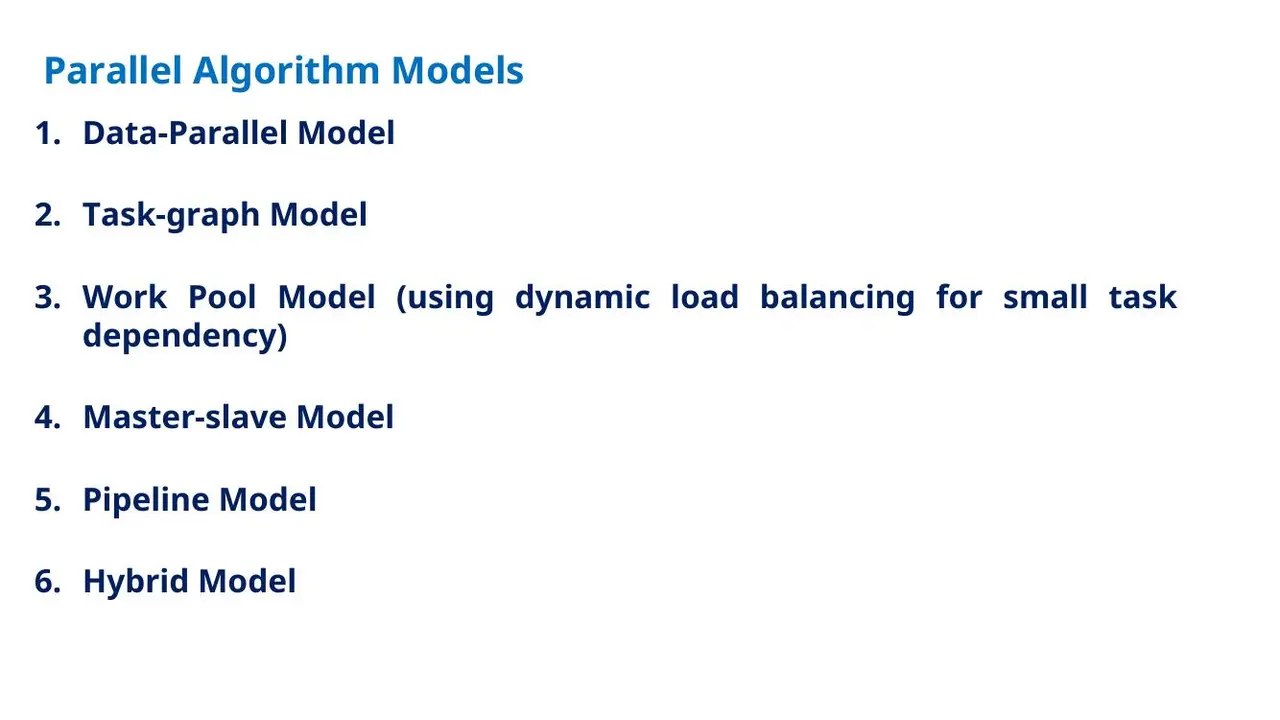 Parallel Algorithm Models
1. Data-Parallel Model
2. Task-graph Model
3. Work Pool Model (using dynamic load balancing for small task
dependency)
4. Master-slave Model
5. Pipeline Model
6. Hybrid Model